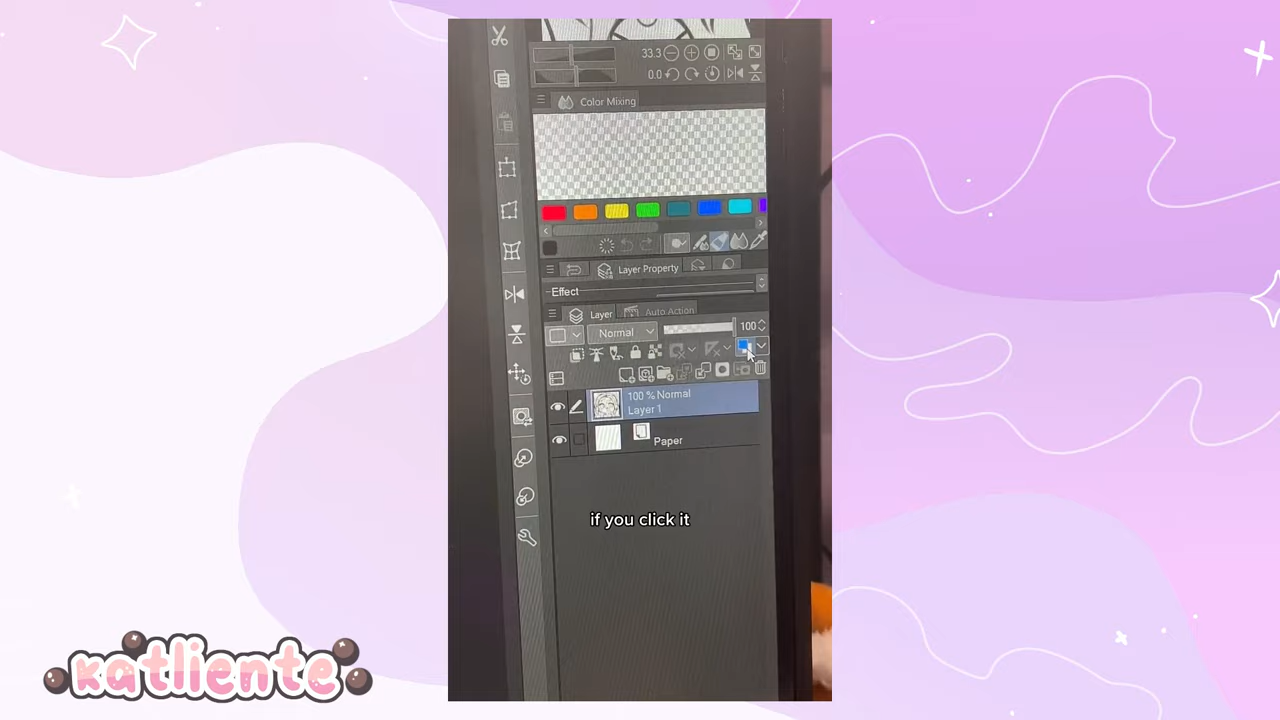 33.3
0.0
Color Mixing
Layer Property
Effect
Layer
Auto Action
Normal
100
100 % Normal
Layer 1
Paper
if you click it
katliente